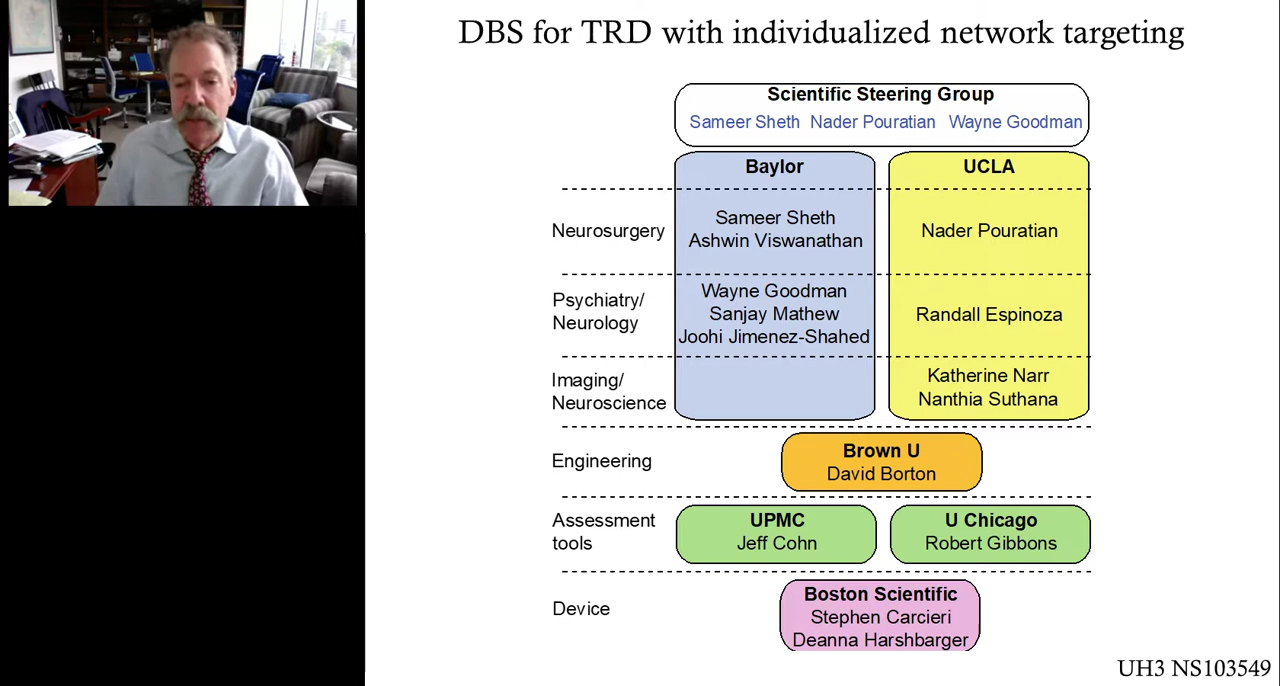 DBS for TRD with individualized network targeting
Scientific Steering Group
Sameer Sheth Nader Pouratian Wayne Goodman
Baylor
UCLA
Neurosurgery
Sameer Sheth
Ashwin Viswanathan
Nader Pouratian
Psychiatry/
Neurology
Wayne Goodman
Sanjay Mathew
Joohi Jimenez-Shahed
Randall Espinoza
Imaging/
Neuroscience
Katherine Narr
Nanthia Suthana
Engineering
Brown U
David Borton
Assessment
tools
UPMC
Jeff Cohn
U Chicago
Robert Gibbons
Device
Boston Scientific
Stephen Carcieri
Deanna Harshbarger
UH3 NS103549